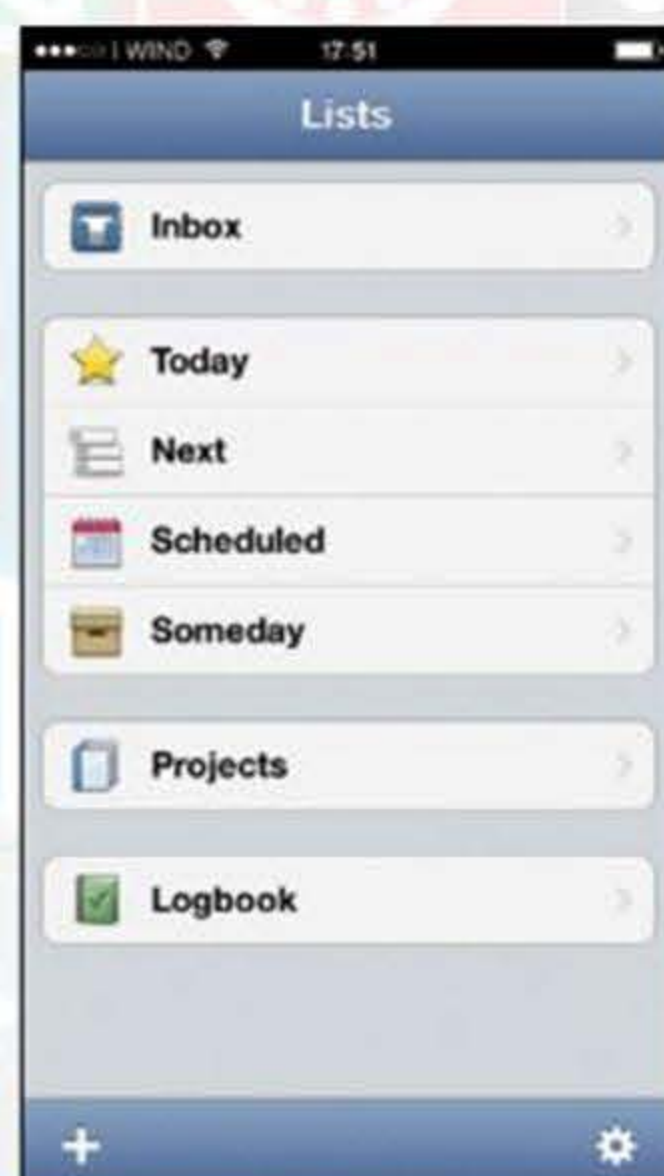 I WIND 17:51
Lists
Inbox
Today
Next
Scheduled
Someday
Projects
Logbook